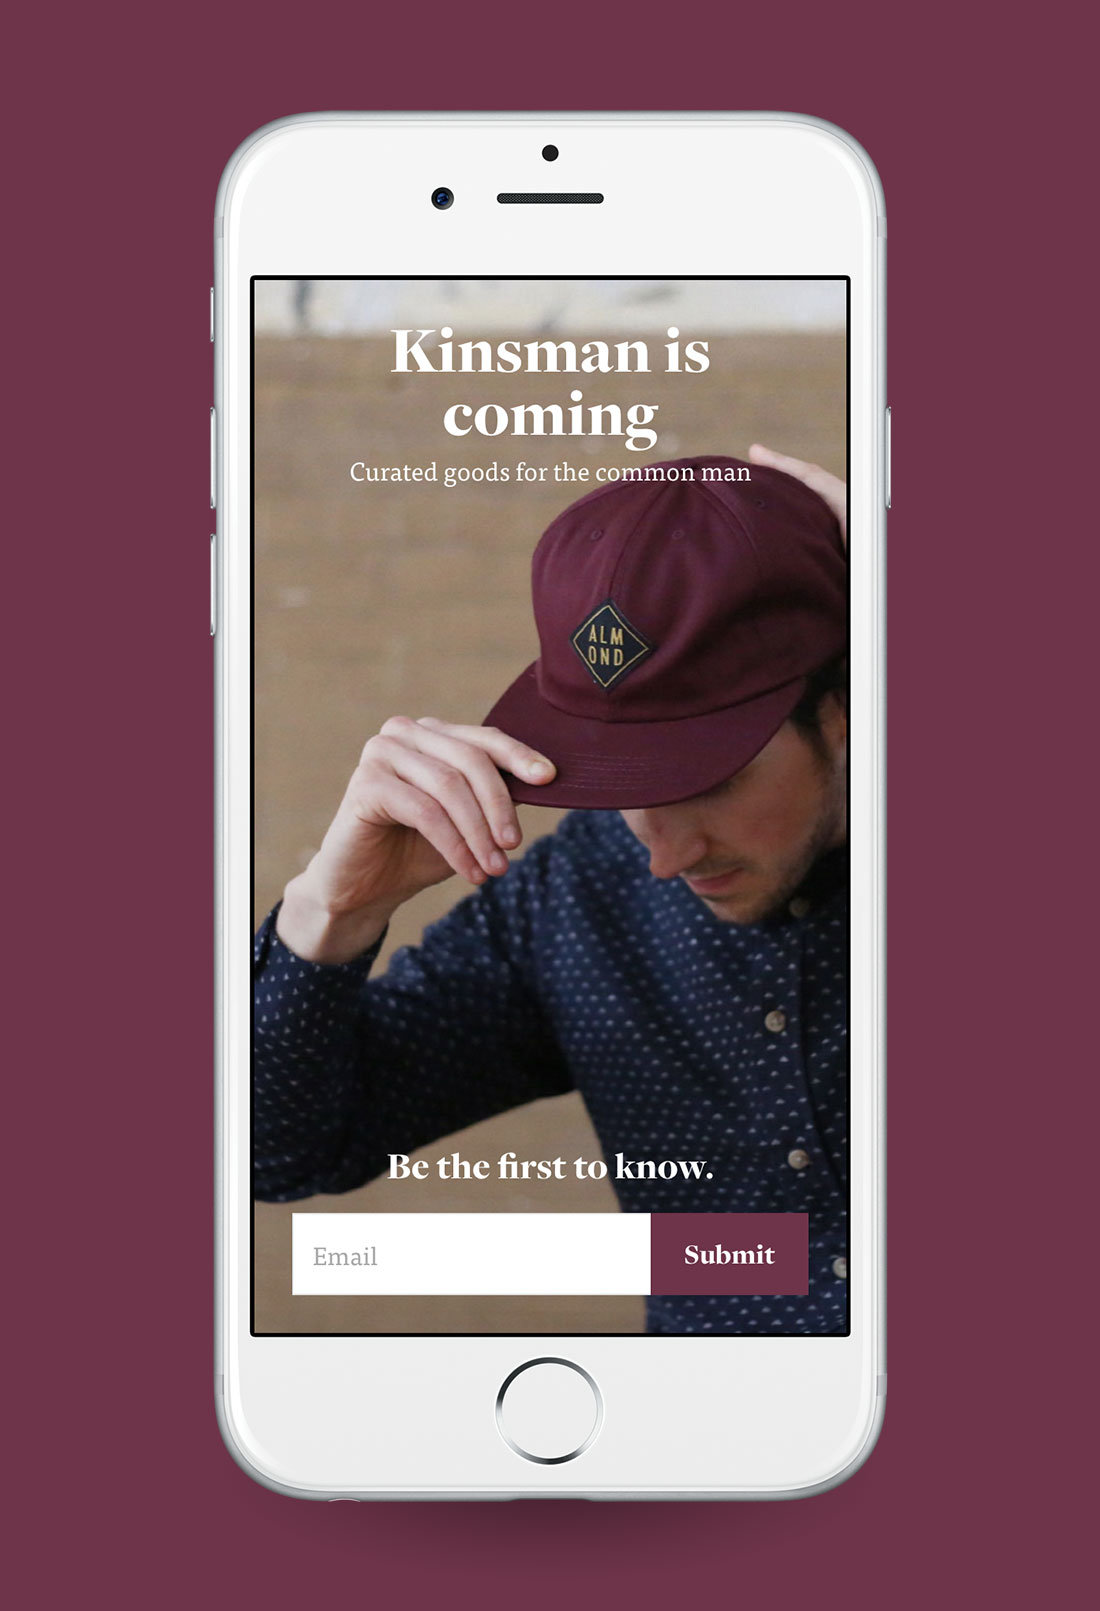 Kinsman is
coming
Curated goods for the common man
ALM
OND
Be the first to know.
Email
Submit